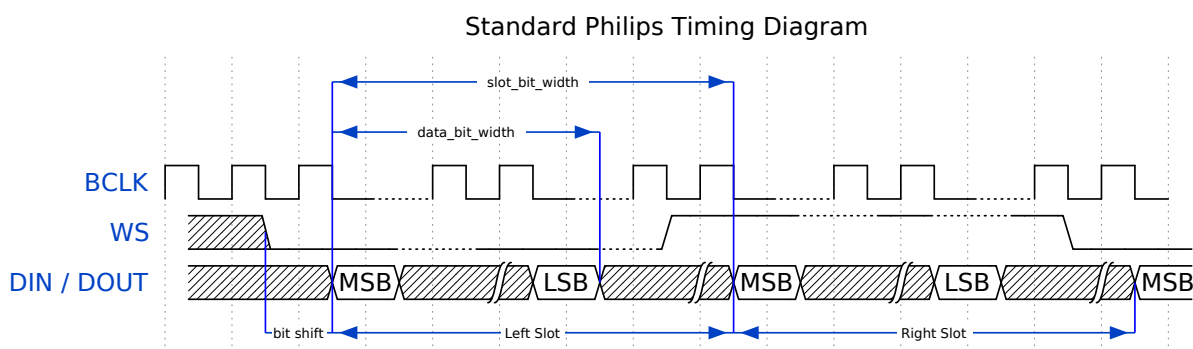 Standard Philips Timing Diagram
slot_bit_width
data_bit_width
BCLK
WS
DIN / DOUT
MSB
LSB
MSB
LSB
MSB
bit shift
Left Slot
Right Slot